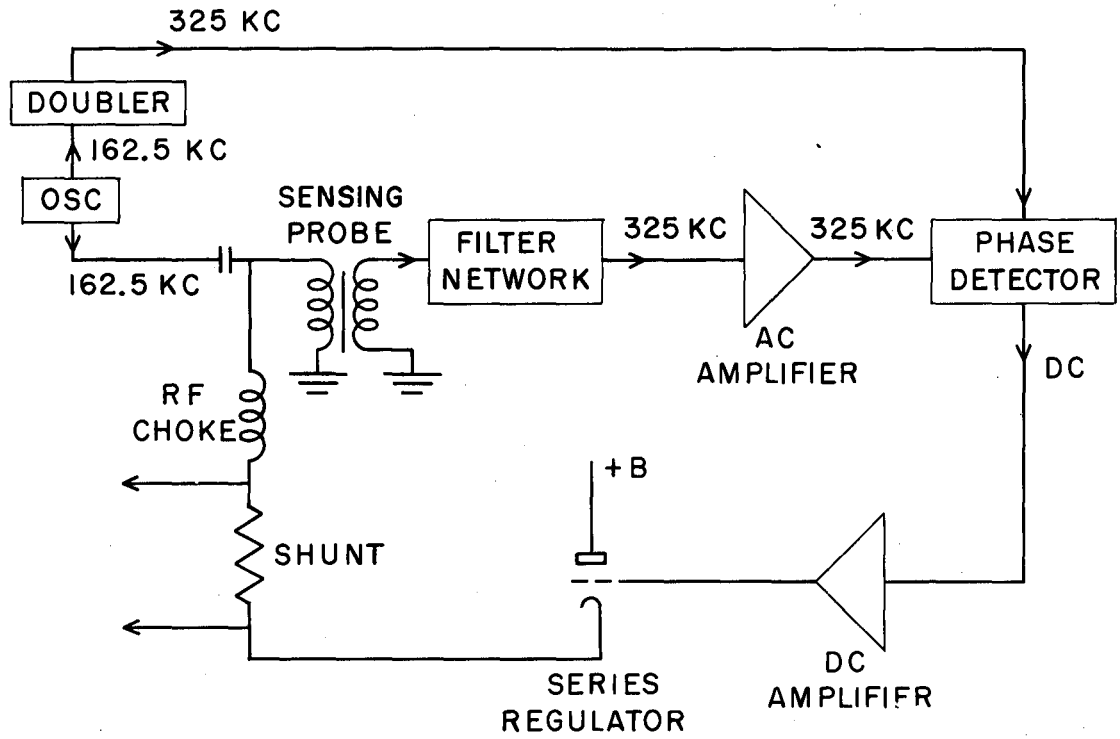 325 KC
DOUBLER
162.5 KC
OSC
162.5 KC
SENSING
PROBE
FILTER
NETWORK
325 KC
325 KC
PHASE
DETECTOR
AC
AMPLIFIER
DC
RF
CHOKE
+B
SHUNT
SERIES
REGULATOR
DC
AMPLIFIER